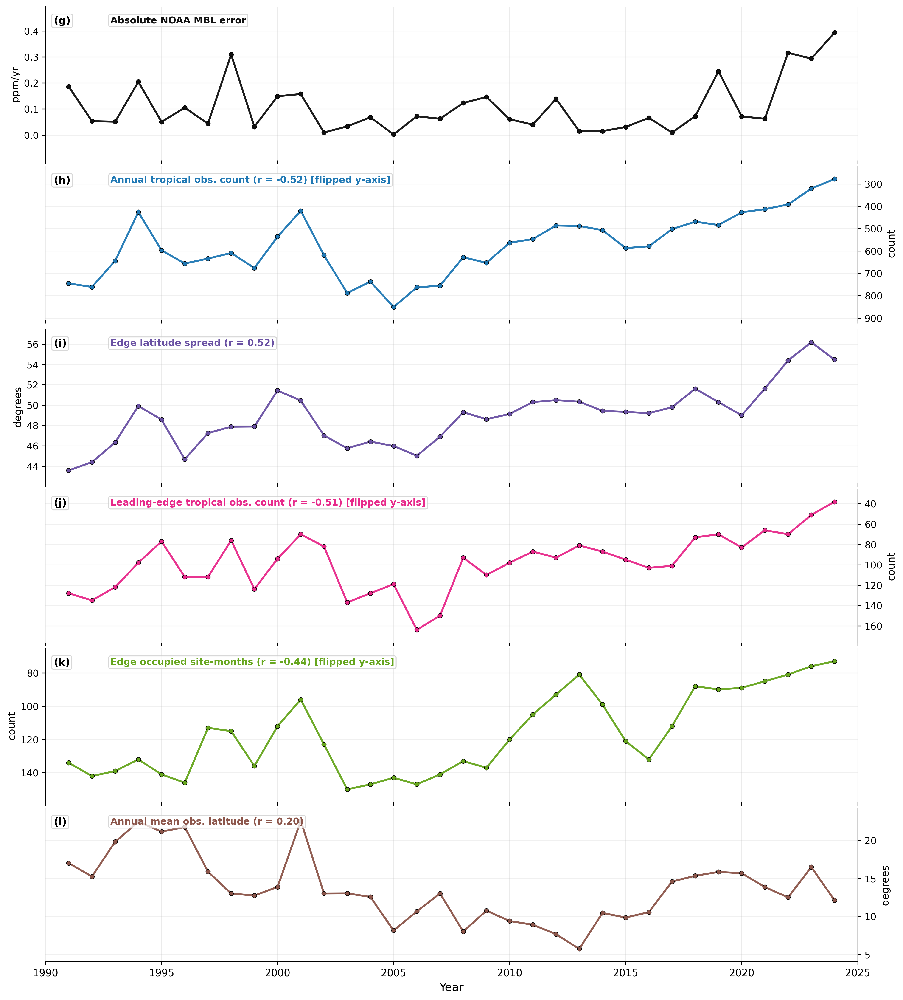 (g) Absolute NOAA MBL error
0.4
0.3
0.2
0.1
0.0
ppm/yr
(h) Annual tropical obs. count (r = -0.52) [flipped y-axis]
300
400
500
600
700
800
900
count
(i) Edge latitude spread (r = 0.52)
56
54
52
50
48
46
44
degrees
(j) Leading-edge tropical obs. count (r = -0.51) [flipped y-axis]
40
60
80
100
120
140
160
count
(k) Edge occupied site-months (r = -0.44) [flipped y-axis]
80
100
120
140
count
(l) Annual mean obs. latitude (r = 0.20)
20
15
10
5
degrees
1990 1995 2000 2005 2010 2015 2020 2025
Year